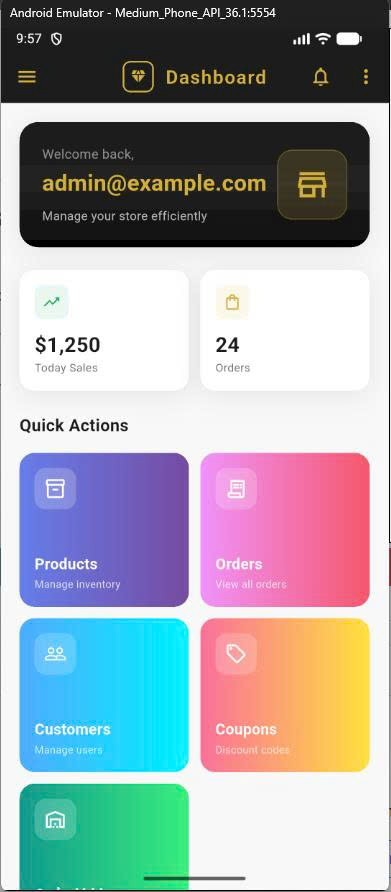 Android Emulator - Medium_Phone_API_36.1:5554
9:57
Dashboard
Welcome back,
admin@example.com
Manage your store efficiently
$1,250
Today Sales
24
Orders
Quick Actions
Products
Manage inventory
Orders
View all orders
Customers
Manage users
Coupons
Discount codes